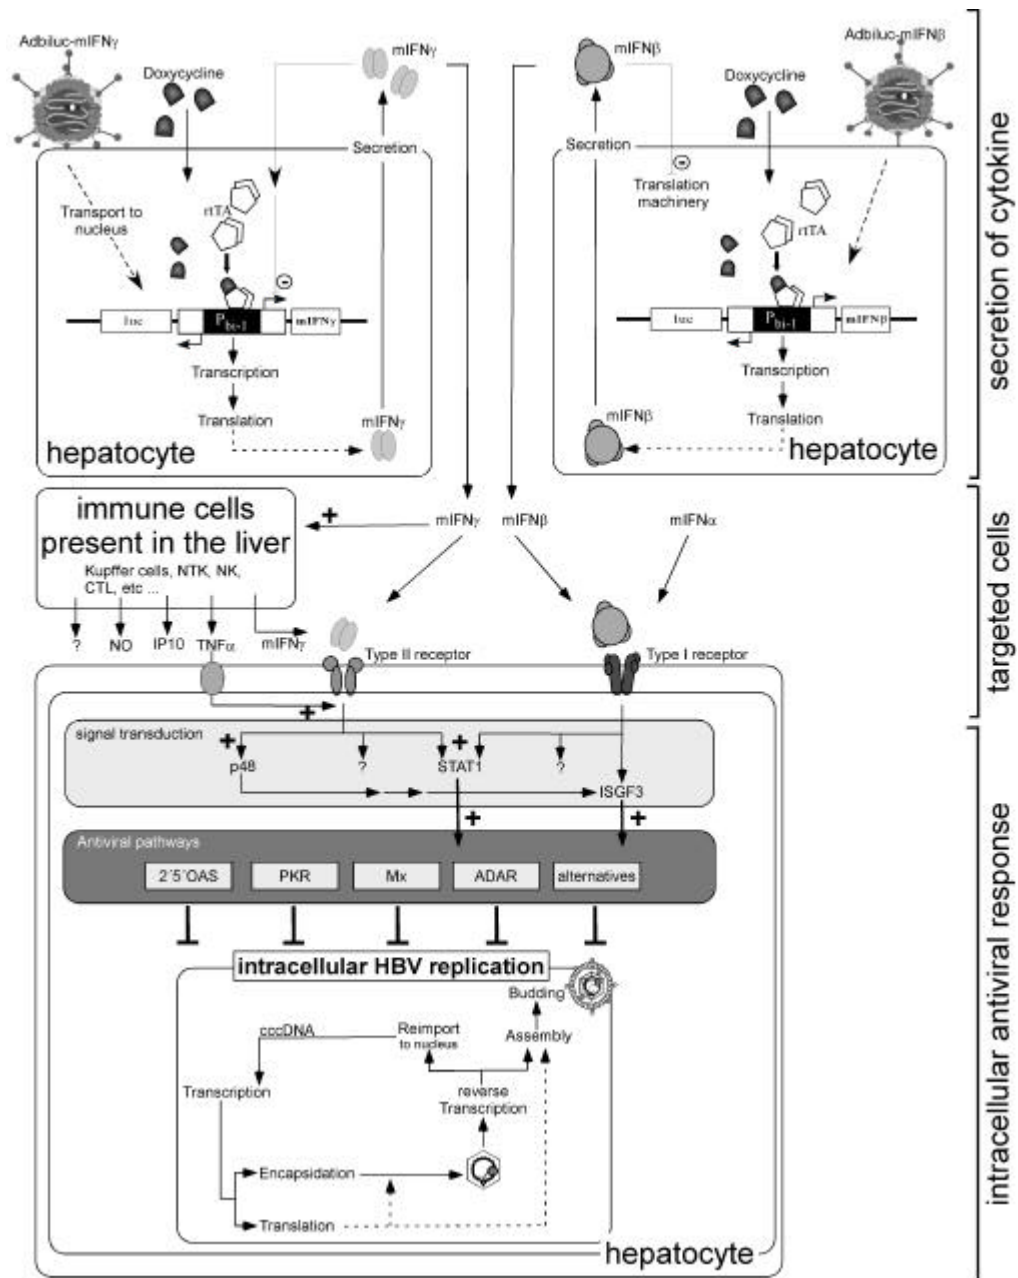 Adbiluc-mIFNγ
Doxycycline
mIFNγ
Secretion
Transport to
nucleus
rtTA
luc
Pbi-1
mIFNγ
Transcription
Translation
mIFNγ
hepatocyte
mIFNβ
Adbiluc-mIFNβ
Doxycycline
Secretion
Translation
machinery
rtTA
luc
Pbi-1
mIFNβ
Transcription
mIFNβ
Translation
hepatocyte
secretion of cytokine
immune cells
present in the liver
Kupffer cells, NTK, NK,
CTL, etc ...
+
mIFNγ
mIFNβ
mIFNα
? NO IP10 TNFα mIFNγ
Type II receptor
Type I receptor
targeted cells
+
signal transduction
+
+
p48 ? STAT1 ?
ISGF3
+
+
Antiviral pathways
2´5´OAS PKR Mx ADAR alternatives
intracellular HBV replication
Budding
cccDNA
Reimport
to nucleus
Assembly
Transcription
reverse
Transcription
Encapsidation
Translation
hepatocyte
intracellular antiviral response